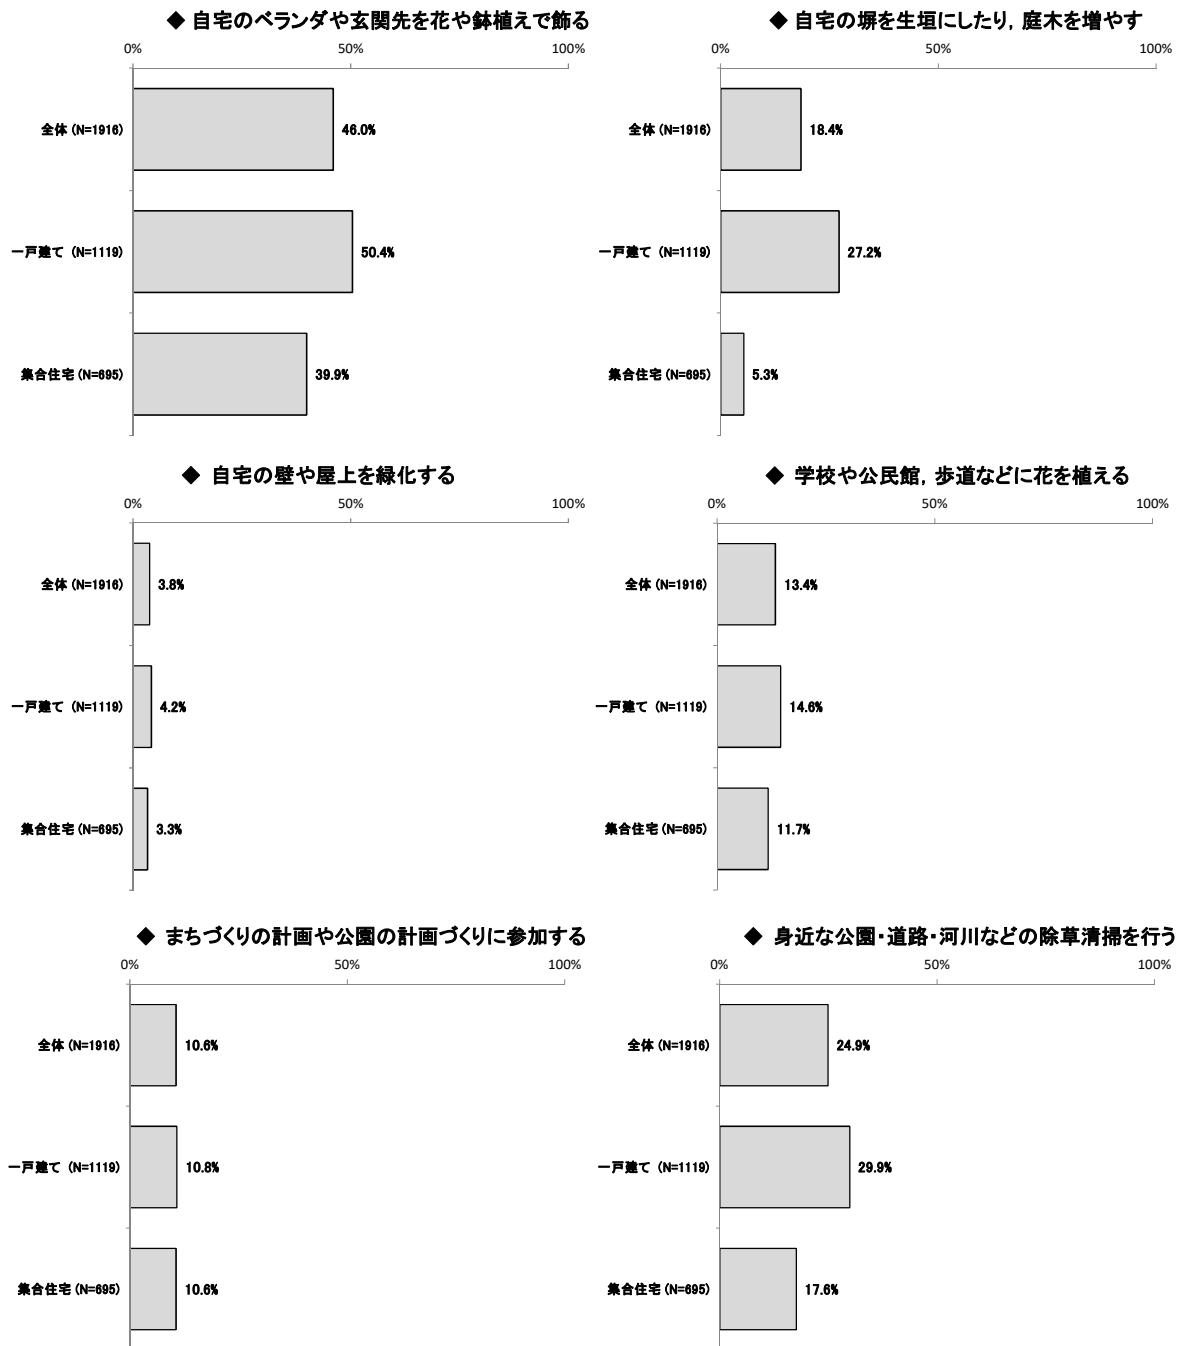 ◆ 自宅のベランダや玄関先を花や鉢植えで飾る
0% 50% 100%
全体 (N=1916) 46.0%
一戸建て (N=1119) 50.4%
集合住宅 (N=695) 39.9%
◆ 自宅の塀を生垣にしたり，庭木を増やす
0% 50% 100%
全体 (N=1916) 18.4%
一戸建て (N=1119) 27.2%
集合住宅 (N=695) 5.3%
◆ 自宅の壁や屋上を緑化する
0% 50% 100%
全体 (N=1916) 3.8%
一戸建て (N=1119) 4.2%
集合住宅 (N=695) 3.3%
◆ 学校や公民館，歩道などに花を植える
0% 50% 100%
全体 (N=1916) 13.4%
一戸建て (N=1119) 14.6%
集合住宅 (N=695) 11.7%
◆ まちづくりの計画や公園の計画づくりに参加する
0% 50% 100%
全体 (N=1916) 10.6%
一戸建て (N=1119) 10.8%
集合住宅 (N=695) 10.6%
◆ 身近な公園・道路・河川などの除草清掃を行う
0% 50% 100%
全体 (N=1916) 24.9%
一戸建て (N=1119) 29.9%
集合住宅 (N=695) 17.6%